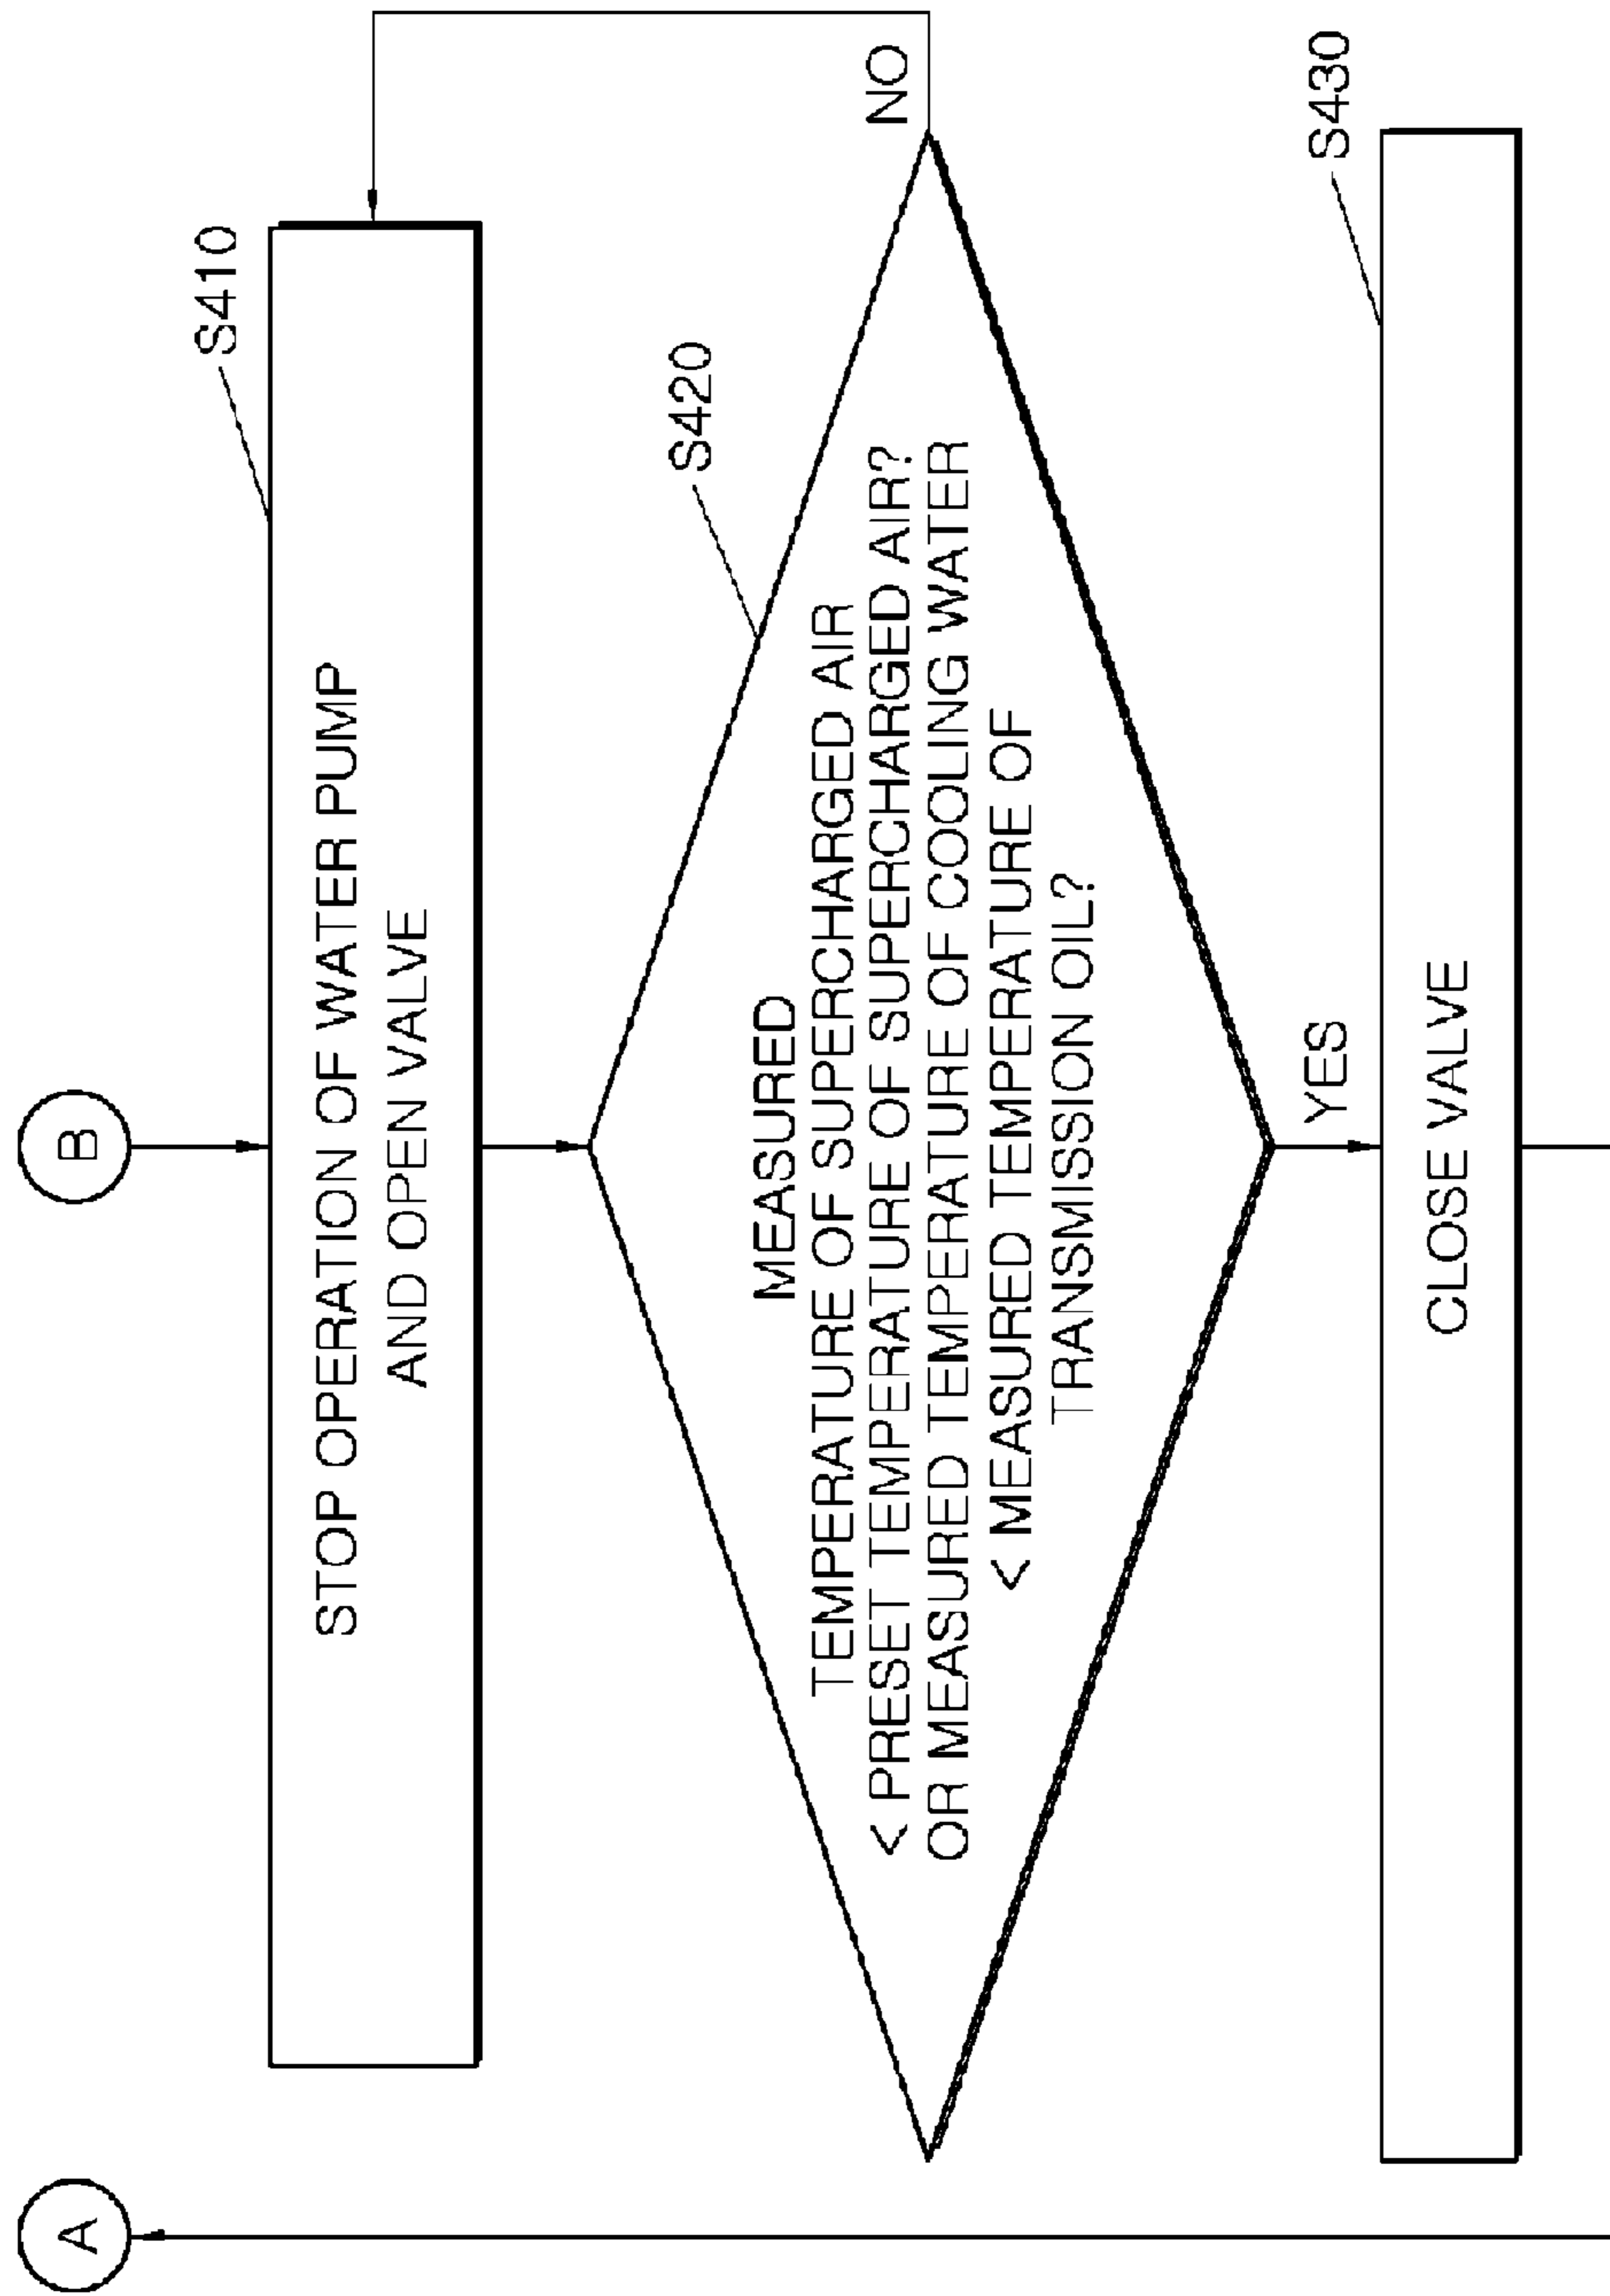 A
B
S410
STOP OPERATION OF WATER PUMP
AND OPEN VALVE
S420
MEASURED
TEMPERATURE OF SUPERCHARGED AIR
< PRESET TEMPERATURE OF SUPERCHARGED AIR?
OR MEASURED TEMPERATURE OF COOLING WATER
< MEASURED TEMPERATURE OF
TRANSMISSION OIL?
NO
YES
S430
CLOSE VALVE